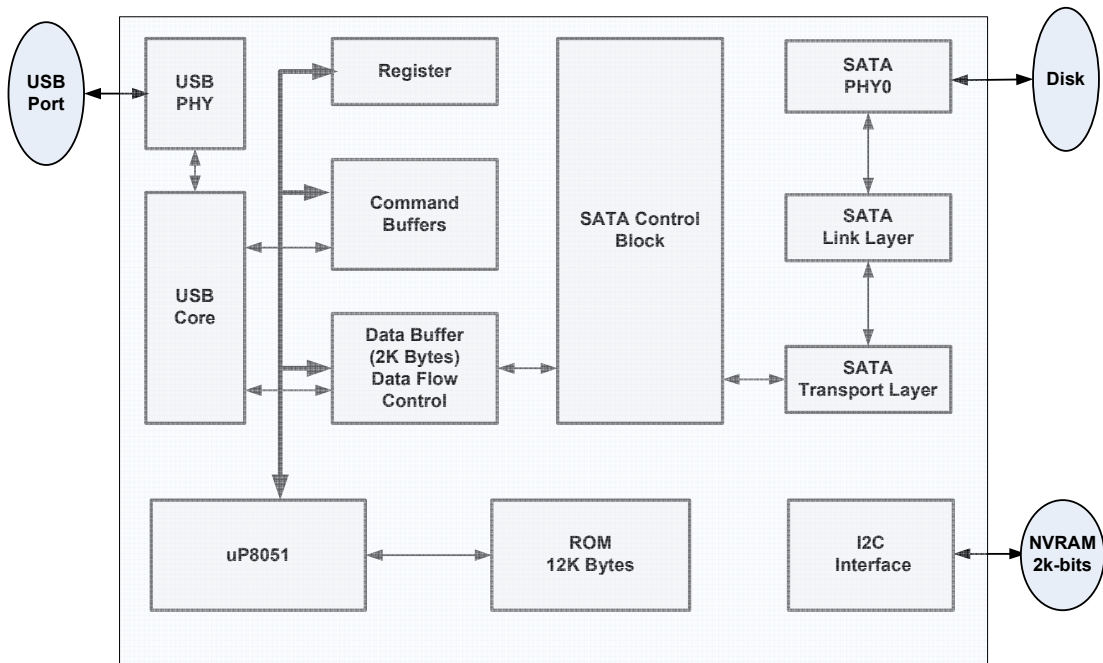 USB
Port
USB
PHY
Register
SATA
PHY0
Disk
Command
Buffers
SATA Control
Block
SATA
Link Layer
USB
Core
Data Buffer
(2K Bytes)
Data Flow
Control
SATA
Transport Layer
uP8051
ROM
12K Bytes
I2C
Interface
NVRAM
2k-bits